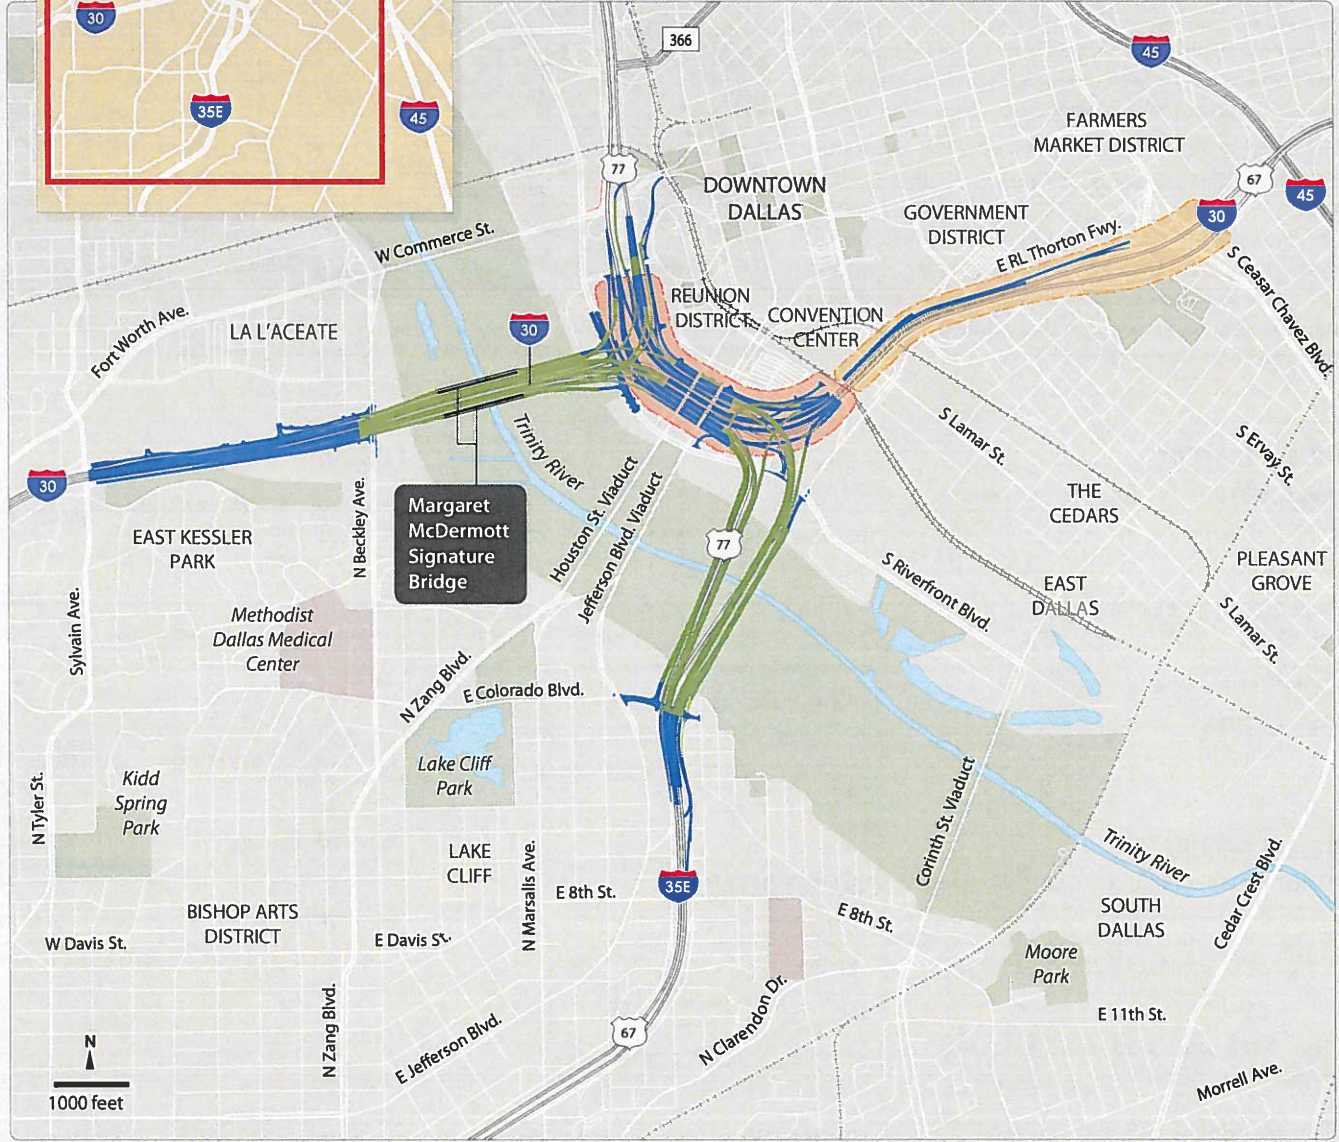 30
366
45
35E
45
FARMERS
MARKET DISTRICT
77
67
45
DOWNTOWN
DALLAS
30
GOVERNMENT
DISTRICT
W Commerce St.
E RL Thorton Fwy.
S Ceasar Chavez Blvd.
REUNION
DISTRICT
CONVENTION
CENTER
Fort Worth Ave.
LA L'ACEATE
30
S Lamar St.
S Ervay St.
Trinity River
30
THE
CEDARS
Margaret
McDermott
Signature
Bridge
Houston St. Viaduct
Jefferson Blvd. Viaduct
N Beckley Ave.
EAST KESSLER
PARK
77
PLEASANT
GROVE
S Riverfront Blvd.
EAST
DALLAS
Methodist
Dallas Medical
Center
Sylvain Ave.
S Lamar St.
N Zang Blvd.
E Colorado Blvd.
Lake Cliff
Park
Kidd
Spring
Park
N Tyler St.
Corinth St. Viaduct
Trinity River
LAKE
CLIFF
N Marsalis Ave.
35E
E 8th St.
E 8th St.
Cedar Crest Blvd.
SOUTH
DALLAS
BISHOP ARTS
DISTRICT
W Davis St.
E Davis St.
Moore
Park
E 11th St.
N Zang Blvd.
E Jefferson Blvd.
67
N Clarendon Dr.
Morrell Ave.
N
1000 feet